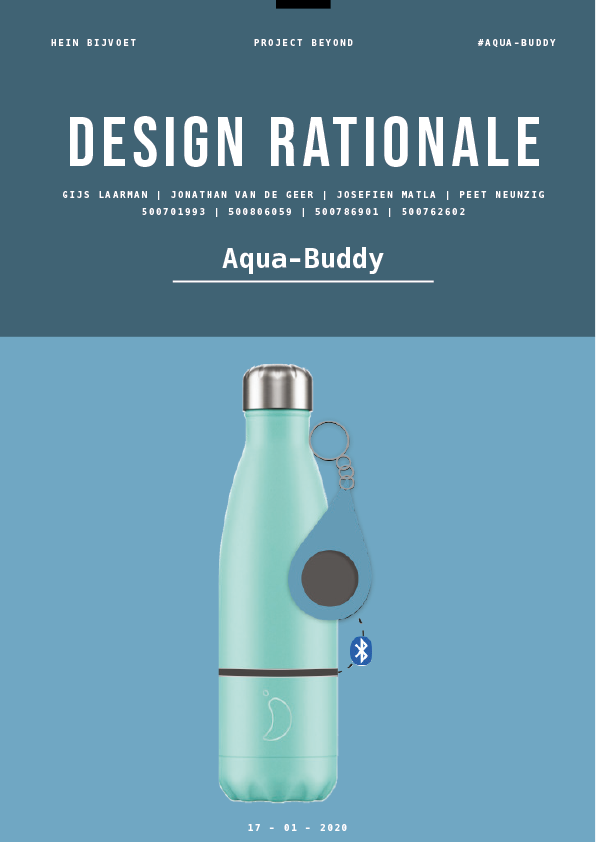 HEIN BIJVOET PROJECT BEYOND #AQUA-BUDDY
DESIGN RATIONALE
GIJS LAARMAN | JONATHAN VAN DE GEER | JOSEFIEN MATLA | PEET NEUNZIG
500701993 | 500806059 | 500786901 | 500762602
Aqua-Buddy
17 - 01 - 2020